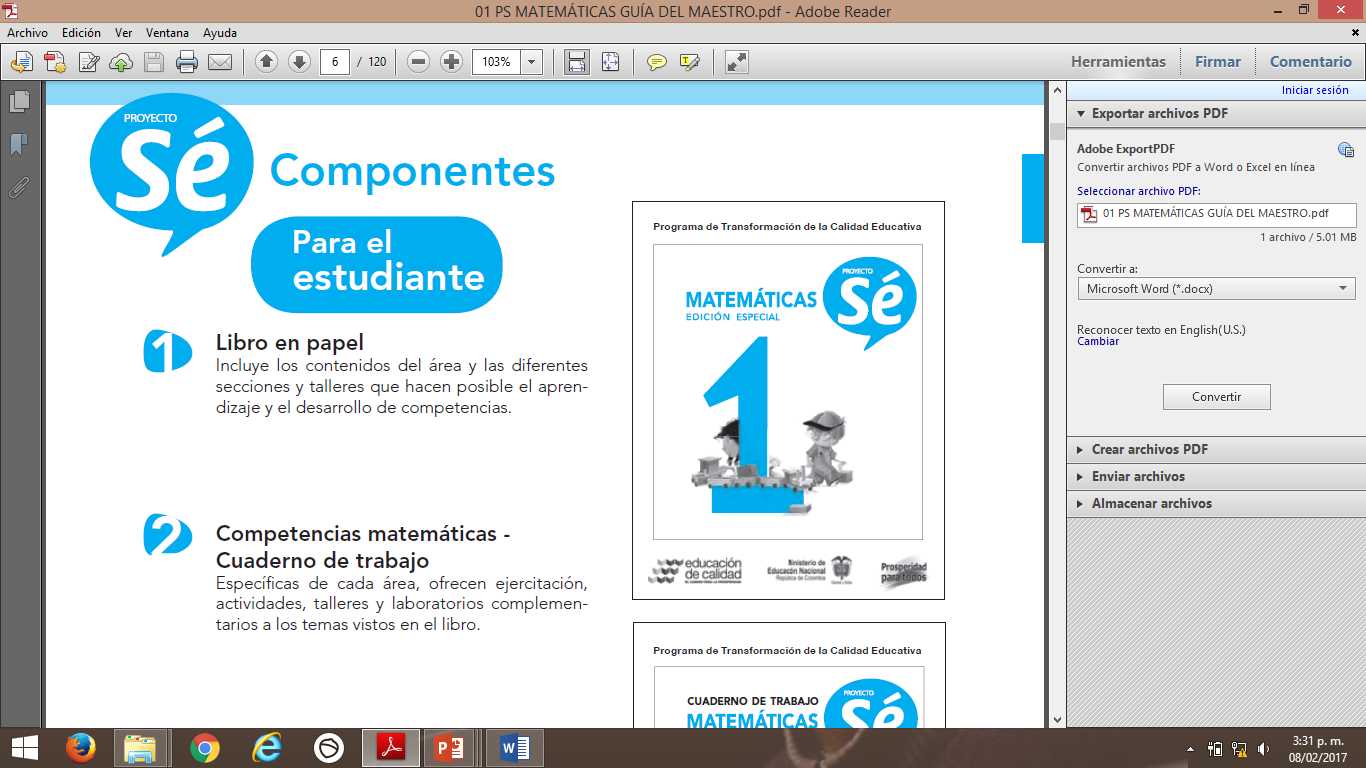 01 PS MATEMÁTICAS GUÍA DEL MAESTRO.pdf - Adobe Reader
Archivo Edición Ver Ventana Ayuda
6 / 120 103%
Herramientas Firmar Comentario
Iniciar sesión
Exportar archivos PDF
Adobe ExportPDF
Convertir archivos PDF a Word o Excel en línea
Seleccionar archivo PDF:
01 PS MATEMÁTICAS GUÍA DEL MAESTRO.pdf
1 archivo / 5.01 MB
Convertir a:
Microsoft Word (*.docx)
Reconocer texto en English(U.S.)
Cambiar
Convertir
Crear archivos PDF
Enviar archivos
Almacenar archivos
PROYECTO
Sé
Componentes
Para el
estudiante
1
Libro en papel
Incluye los contenidos del área y las diferentes
secciones y talleres que hacen posible el apren-
dizaje y el desarrollo de competencias.
2
Competencias matemáticas -
Cuaderno de trabajo
Específicas de cada área, ofrecen ejercitación,
actividades, talleres y laboratorios complemen-
tarios a los temas vistos en el libro.
Programa de Transformación de la Calidad Educativa
PROYECTO
Sé
MATEMÁTICAS
EDICIÓN ESPECIAL
1
educación
de calidad
EL CAMINO PARA LA PROSPERIDAD
Ministerio de
Educación Nacional
República de Colombia
Libertad y Orden
Prosperidad
para todos
Programa de Transformación de la Calidad Educativa
CUADERNO DE TRABAJO
MATEMÁTICAS
PROYECTO
Sé
3:31 p. m.
08/02/2017